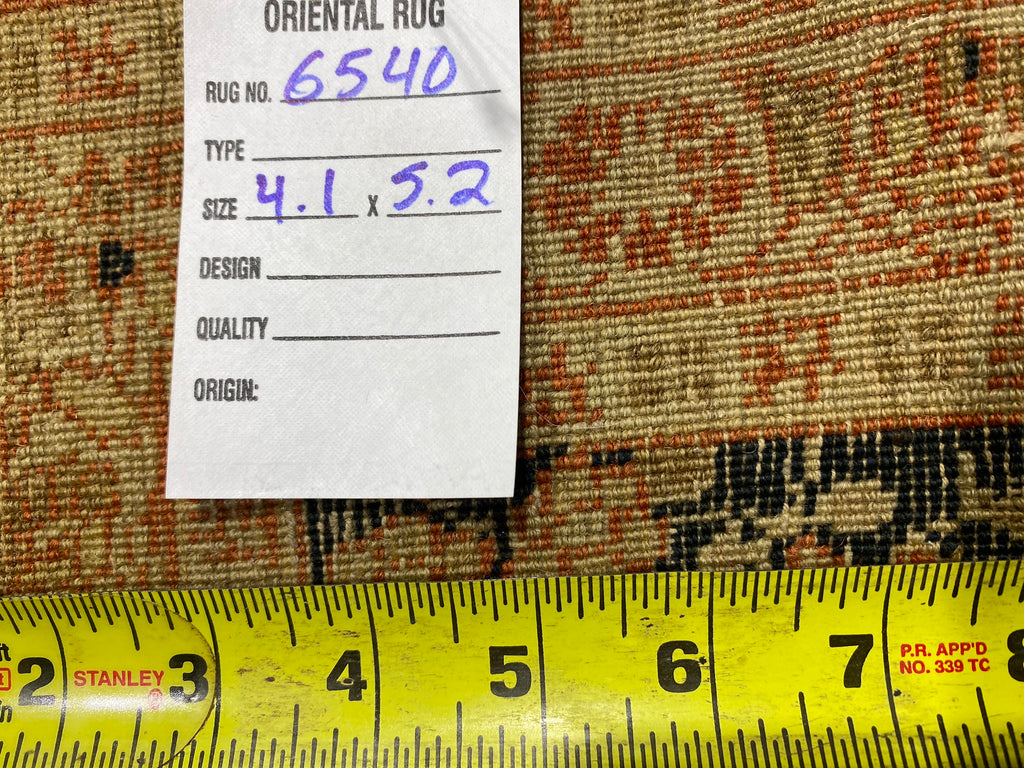 ORIENTAL RUG
RUG NO. 6540
TYPE
SIZE 4.1 X 5.2
DESIGN
QUALITY
ORIGIN:
2 STANLEY 3 4 5 6 7 P.R. APP'D 8
NO. 339 TC
in